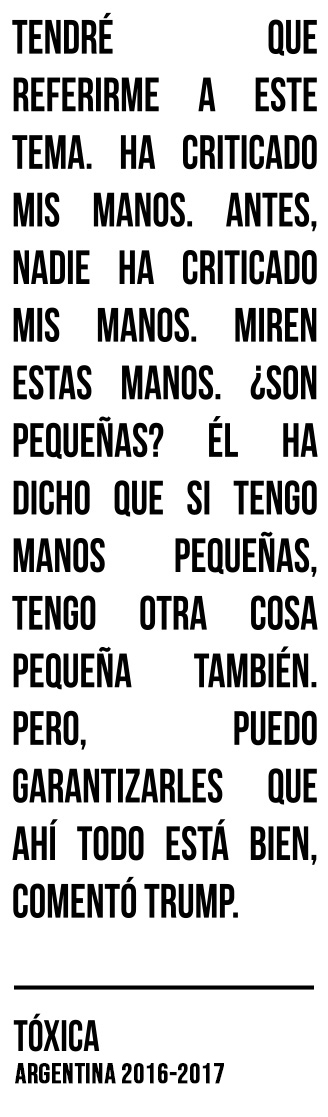 TENDRÉ QUE
REFERIRME A ESTE
TEMA. HA CRITICADO
MIS MANOS. ANTES,
NADIE HA CRITICADO
MIS MANOS. MIREN
ESTAS MANOS. ¿SON
PEQUEÑAS? ÉL HA
DICHO QUE SI TENGO
MANOS PEQUEÑAS,
TENGO OTRA COSA
PEQUEÑA TAMBIÉN.
PERO, PUEDO
GARANTIZARLES QUE
AHÍ TODO ESTÁ BIEN,
COMENTÓ TRUMP.
TÓXICA
ARGENTINA 2016-2017